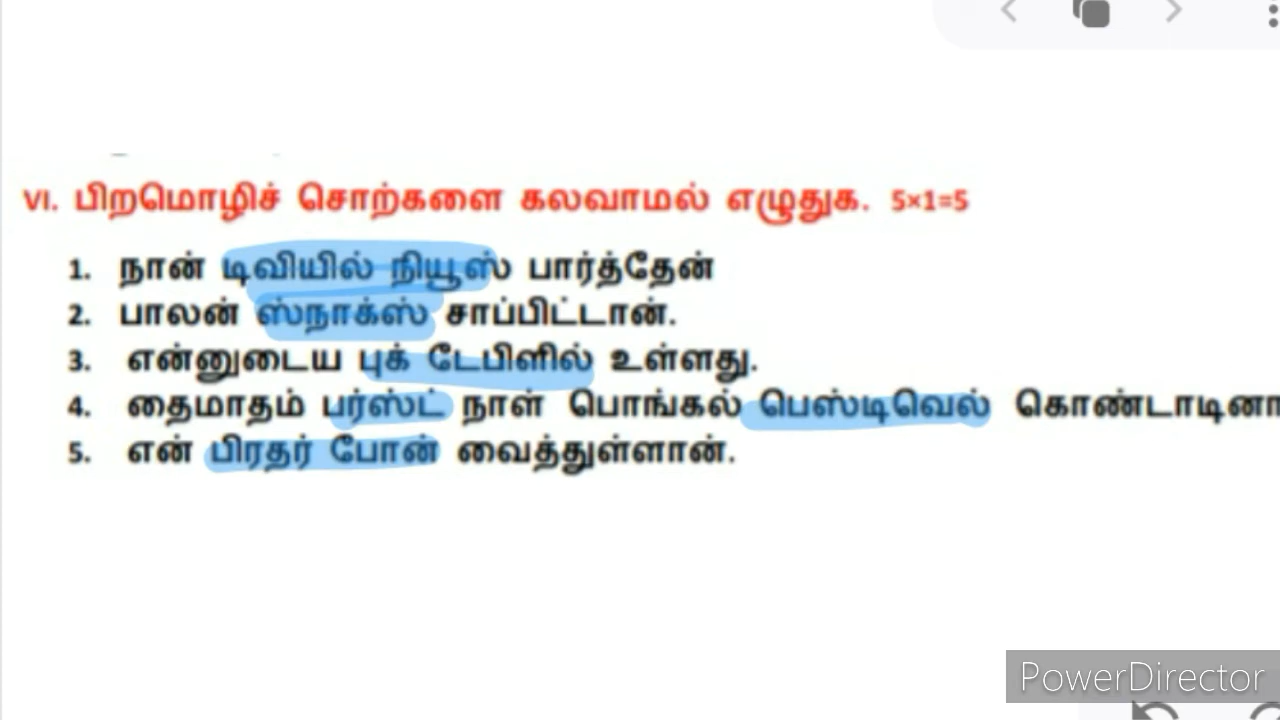 VI. பிறமொழிச் சொற்களை கலவாமல் எழுதுக. 5×1=5
1. நான் டிவியில் நியூஸ் பார்த்தேன்
2. பாலன் ஸ்நாக்ஸ் சாப்பிட்டான்.
3. என்னுடைய புக் டேபிளில் உள்ளது.
4. தைமாதம் பர்ஸ்ட் நாள் பொங்கல் பெஸ்டிவெல்
5. என் பிரதர் போன் வைத்துள்ளான்.
PowerDirector